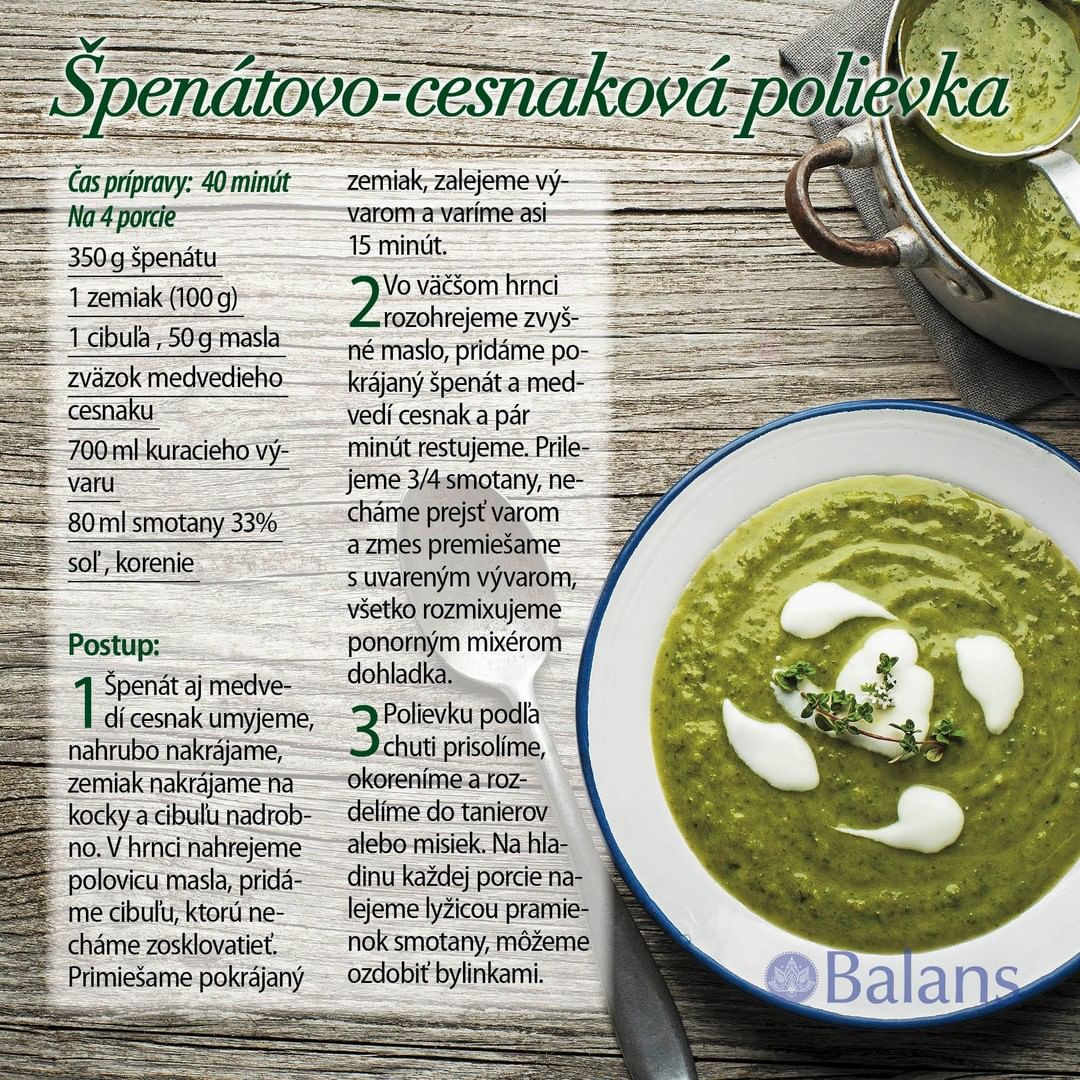 Špenátovo-cesnaková polievka
Čas prípravy: 40 minút
Na 4 porcie
350 g špenátu
1 zemiak (100 g)
1 cibuľa , 50 g masla
zväzok medvedieho
cesnaku
700 ml kuracieho vý-
varu
80 ml smotany 33%
soľ , korenie
Postup:
1 Špenát aj medve-
dí cesnak umyjeme,
nahrubo nakrájame,
zemiak nakrájame na
kocky a cibuľu nadrob-
no. V hrnci nahrejeme
polovicu masla, pridá-
me cibuľu, ktorú ne-
cháme zosklovatieť.
Primiešame pokrájaný
zemiak, zalejeme vý-
varom a varíme asi
15 minút.
2 Vo väčšom hrnci
rozohrejeme zvyš-
né maslo, pridáme po-
krájaný špenát a med-
vedí cesnak a pár
minút restujeme. Prile-
jeme 3/4 smotany, ne-
cháme prejsť varom
a zmes premiešame
s uvareným vývarom,
všetko rozmixujeme
ponorným mixérom
dohladka.
3 Polievku podľa
chuti prisolíme,
okoreníme a roz-
delíme do tanierov
alebo misiek. Na hla-
dinu každej porcie na-
lejeme lyžicou pramie-
nok smotany, môžeme
ozdobiť bylinkami.
Balans